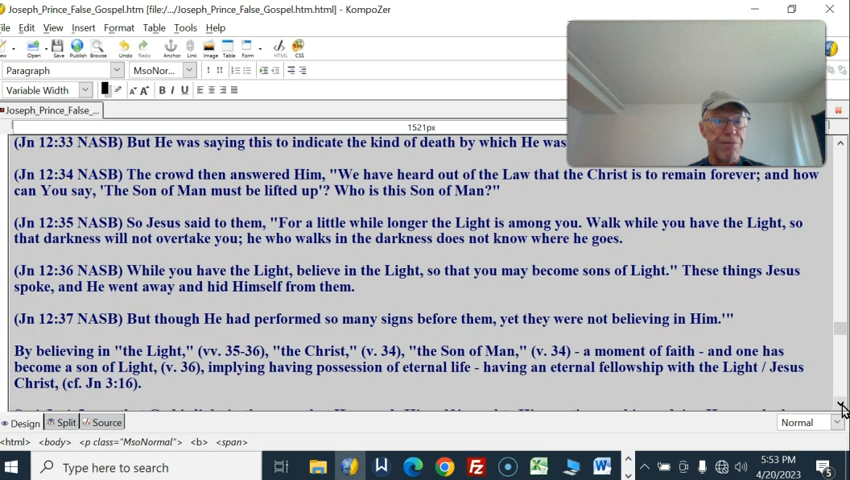 Joseph_Prince_False_Gospel.htm [file:/.../Joseph_Prince_False_Gospel.htm.html] - KompoZer
File Edit View Insert Format Table Tools Help
Open Save Publish Browse Undo Redo Anchor Link Image Table Form HTML CSS
Paragraph MsoNor...
Variable Width
Joseph_Prince_False_...
1521px
(Jn 12:33 NASB) But He was saying this to indicate the kind of death by which He was
(Jn 12:34 NASB) The crowd then answered Him, "We have heard out of the Law that the Christ is to remain forever; and how
can You say, 'The Son of Man must be lifted up'? Who is this Son of Man?"
(Jn 12:35 NASB) So Jesus said to them, "For a little while longer the Light is among you. Walk while you have the Light, so
that darkness will not overtake you; he who walks in the darkness does not know where he goes.
(Jn 12:36 NASB) While you have the Light, believe in the Light, so that you may become sons of Light." These things Jesus
spoke, and He went away and hid Himself from them.
(Jn 12:37 NASB) But though He had performed so many signs before them, yet they were not believing in Him.'"
By believing in "the Light," (vv. 35-36), "the Christ," (v. 34), "the Son of Man," (v. 34) - a moment of faith - and one has
become a son of Light, (v. 36), implying having possession of eternal life - having an eternal fellowship with the Light / Jesus
Christ, (cf. Jn 3:16).
Design Split Source
Normal
<html> <body> <p class="MsoNormal"> <b> <span>
Type here to search
5:53 PM
4/20/2023
5